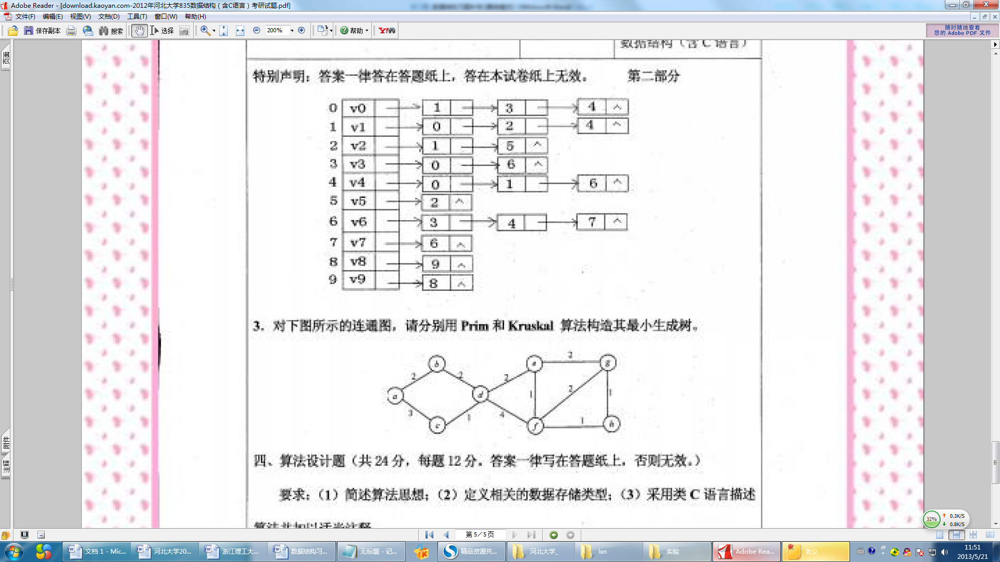 Adobe Reader - [download.kaoyan.com-2012年河北大学835数据结构（含C语言）考研试题.pdf]
文件(F) 编辑(E) 视图(V) 文档(D) 工具(T) 窗口(W) 帮助(H)
保存副本 搜索 选择 200% 帮助 Y!
随时随地查看
您的 Adobe PDF 文件
页面
数据结构（含 C 语言）
特别声明：答案一律答在答题纸上，答在本试卷纸上无效。 第二部分
0 v0 1 3 4 ^
1 v1 0 2 4 ^
2 v2 1 5 ^
3 v3 0 6 ^
4 v4 0 1 6 ^
5 v5 2 ^
6 v6 3 4 7 ^
7 v7 6 ^
8 v8 9 ^
9 v9 8 ^
3. 对下图所示的连通图，请分别用 Prim 和 Kruskal 算法构造其最小生成树。
b e 2 g
2 2 2
a d 1 2 1
3 1 4
c f 1 h
四、算法设计题（共 24 分，每题 12 分。答案一律写在答题纸上，否则无效。）
要求：（1）简述算法思想；（2）定义相关的数据存储类型；（3）采用类 C 语言描述
算法并加以适当注释
附件
注释
32% 0.3K/S
0.8K/S
第 5/5 页
文档 1 - Mic... 河北大学20... 浙江理工大... 数据结构习... 无标题 - 记... 精品资源共... 河北大学_ lxn 实验 Adobe Rea... 老公
11:51
2013/5/21